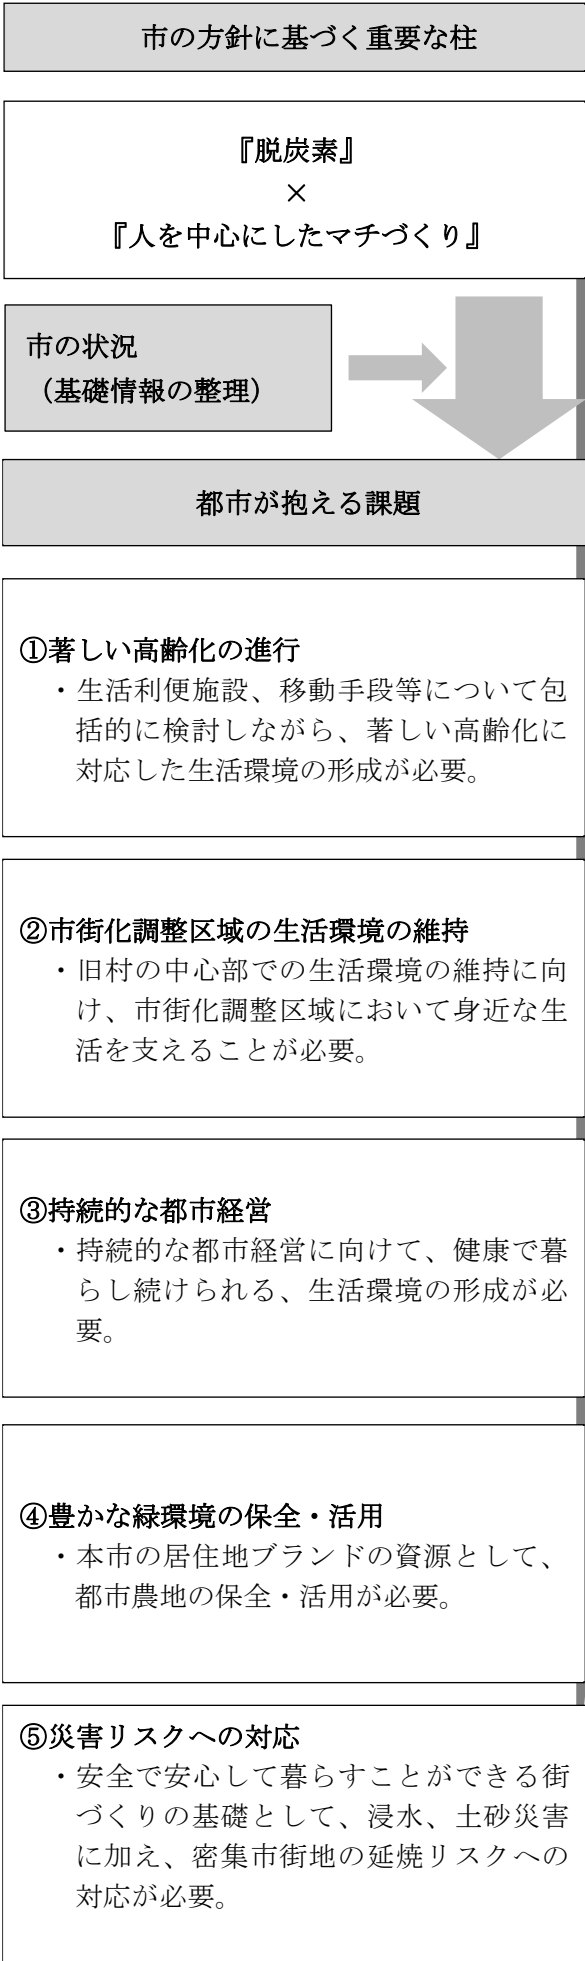 市の方針に基づく重要な柱
『脱炭素』
×
『人を中心にしたマチづくり』
市の状況
（基礎情報の整理）
都市が抱える課題
①著しい高齢化の進行
・生活利便施設、移動手段等について包
括的に検討しながら、著しい高齢化に
対応した生活環境の形成が必要。
②市街化調整区域の生活環境の維持
・旧村の中心部での生活環境の維持に向
け、市街化調整区域において身近な生
活を支えることが必要。
③持続的な都市経営
・持続的な都市経営に向けて、健康で暮
らし続けられる、生活環境の形成が必
要。
④豊かな緑環境の保全・活用
・本市の居住地ブランドの資源として、
都市農地の保全・活用が必要。
⑤災害リスクへの対応
・安全で安心して暮らすことができる街
づくりの基礎として、浸水、土砂災害
に加え、密集市街地の延焼リスクへの
対応が必要。